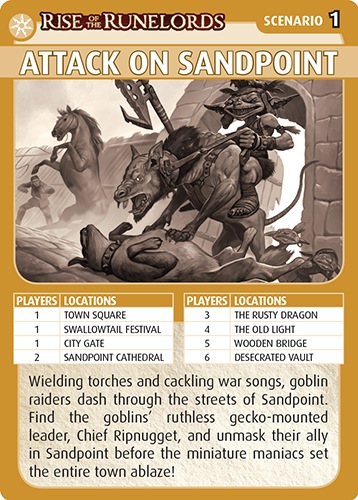 RISE OF THE RUNELORDS SCENARIO 1
ATTACK ON SANDPOINT
PLAYERS LOCATIONS
1 TOWN SQUARE
1 SWALLOWTAIL FESTIVAL
1 CITY GATE
2 SANDPOINT CATHEDRAL
PLAYERS LOCATIONS
3 THE RUSTY DRAGON
4 THE OLD LIGHT
5 WOODEN BRIDGE
6 DESECRATED VAULT
Wielding torches and cackling war songs, goblin
raiders dash through the streets of Sandpoint.
Find the goblins’ ruthless gecko-mounted
leader, Chief Ripnugget, and unmask their ally
in Sandpoint before the miniature maniacs set
the entire town ablaze!